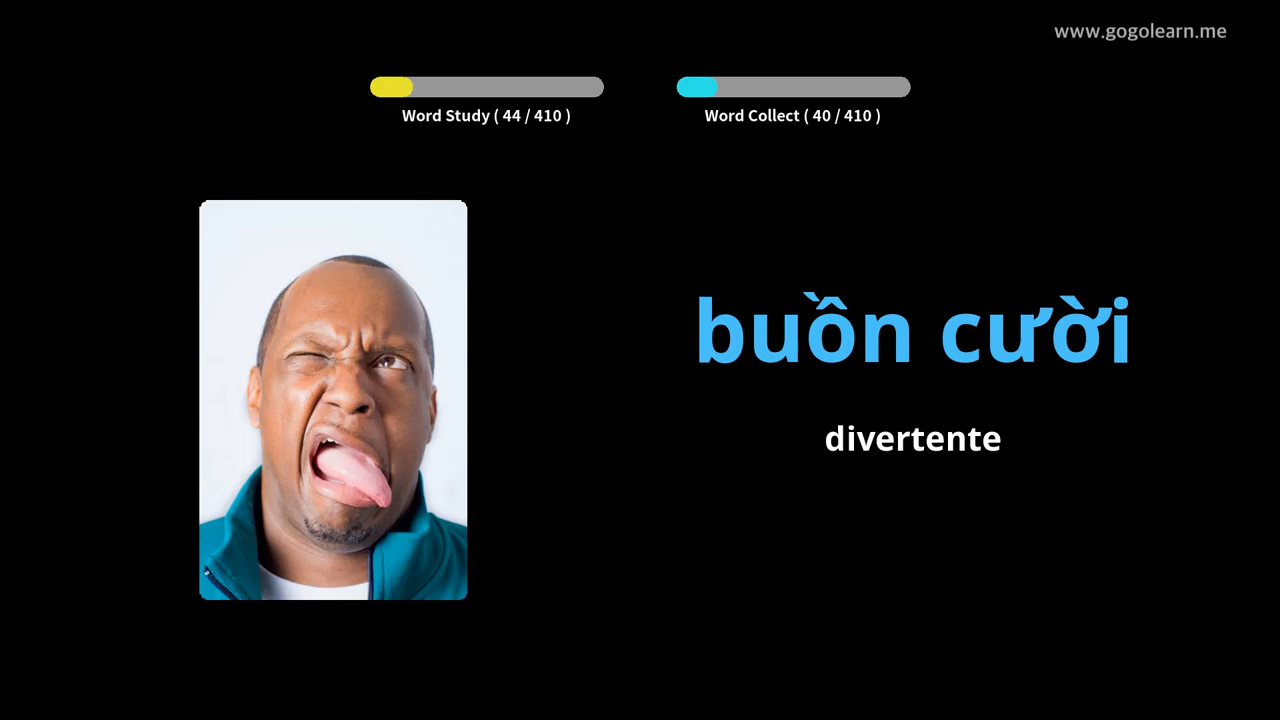 www.gogolearn.me
Word Study ( 44 / 410 )
Word Collect ( 40 / 410 )
buồn cười
divertente